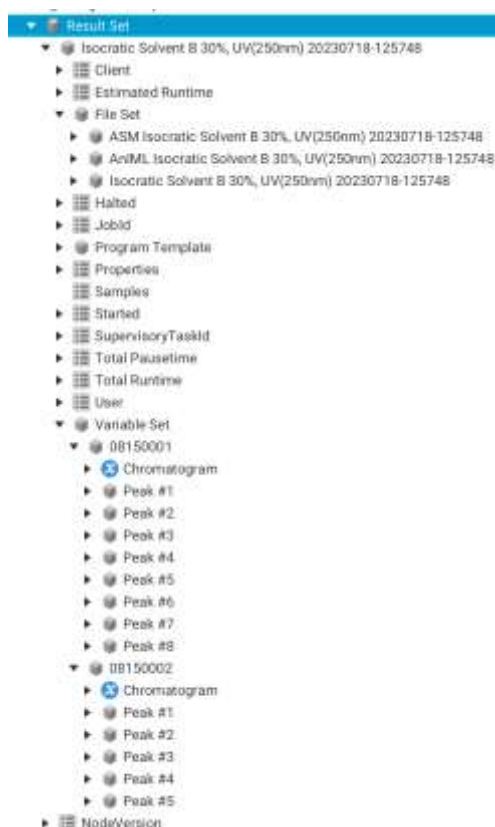 Result Set
Isocratic Solvent B 30%, UV(250nm) 20230718-125748
Client
Estimated Runtime
File Set
ASM Isocratic Solvent B 30%, UV(250nm) 20230718-125748
AnIML Isocratic Solvent B 30%, UV(250nm) 20230718-125748
Isocratic Solvent B 30%, UV(250nm) 20230718-125748
Halted
JobId
Program Template
Properties
Samples
Started
SupervisoryTaskId
Total Pausetime
Total Runtime
User
Variable Set
08150001
Chromatogram
Peak #1
Peak #2
Peak #3
Peak #4
Peak #5
Peak #6
Peak #7
Peak #8
08150002
Chromatogram
Peak #1
Peak #2
Peak #3
Peak #4
Peak #5
NodeVersion